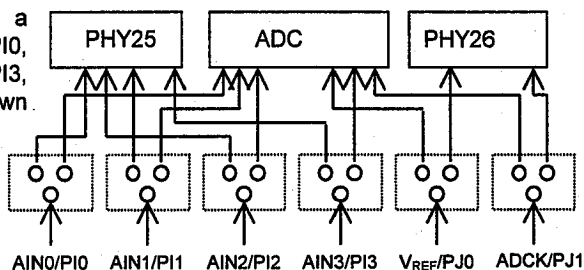 a
PI0,
PI3,
wn
PHY25 ADC PHY26
AIN0/PI0 AIN1/PI1 AIN2/PI2 AIN3/PI3 VREF/PJ0 ADCK/PJ1